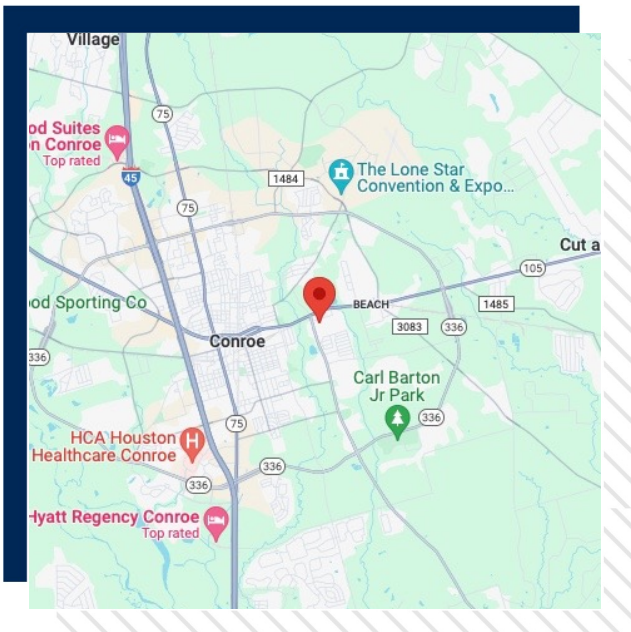 Village
75
od Suites
n Conroe
Top rated
45
1484
The Lone Star
Convention & Expo...
75
Cut a
105
od Sporting Co
BEACH
1485
3083
336
Conroe
336
Carl Barton
Jr Park
336
75
HCA Houston
Healthcare Conroe
336
336
Hyatt Regency Conroe
Top rated